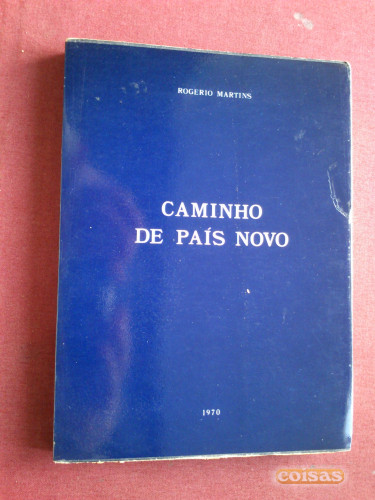 ROGERIO MARTINS
CAMINHO
DE PAÍS NOVO
1970
coisas